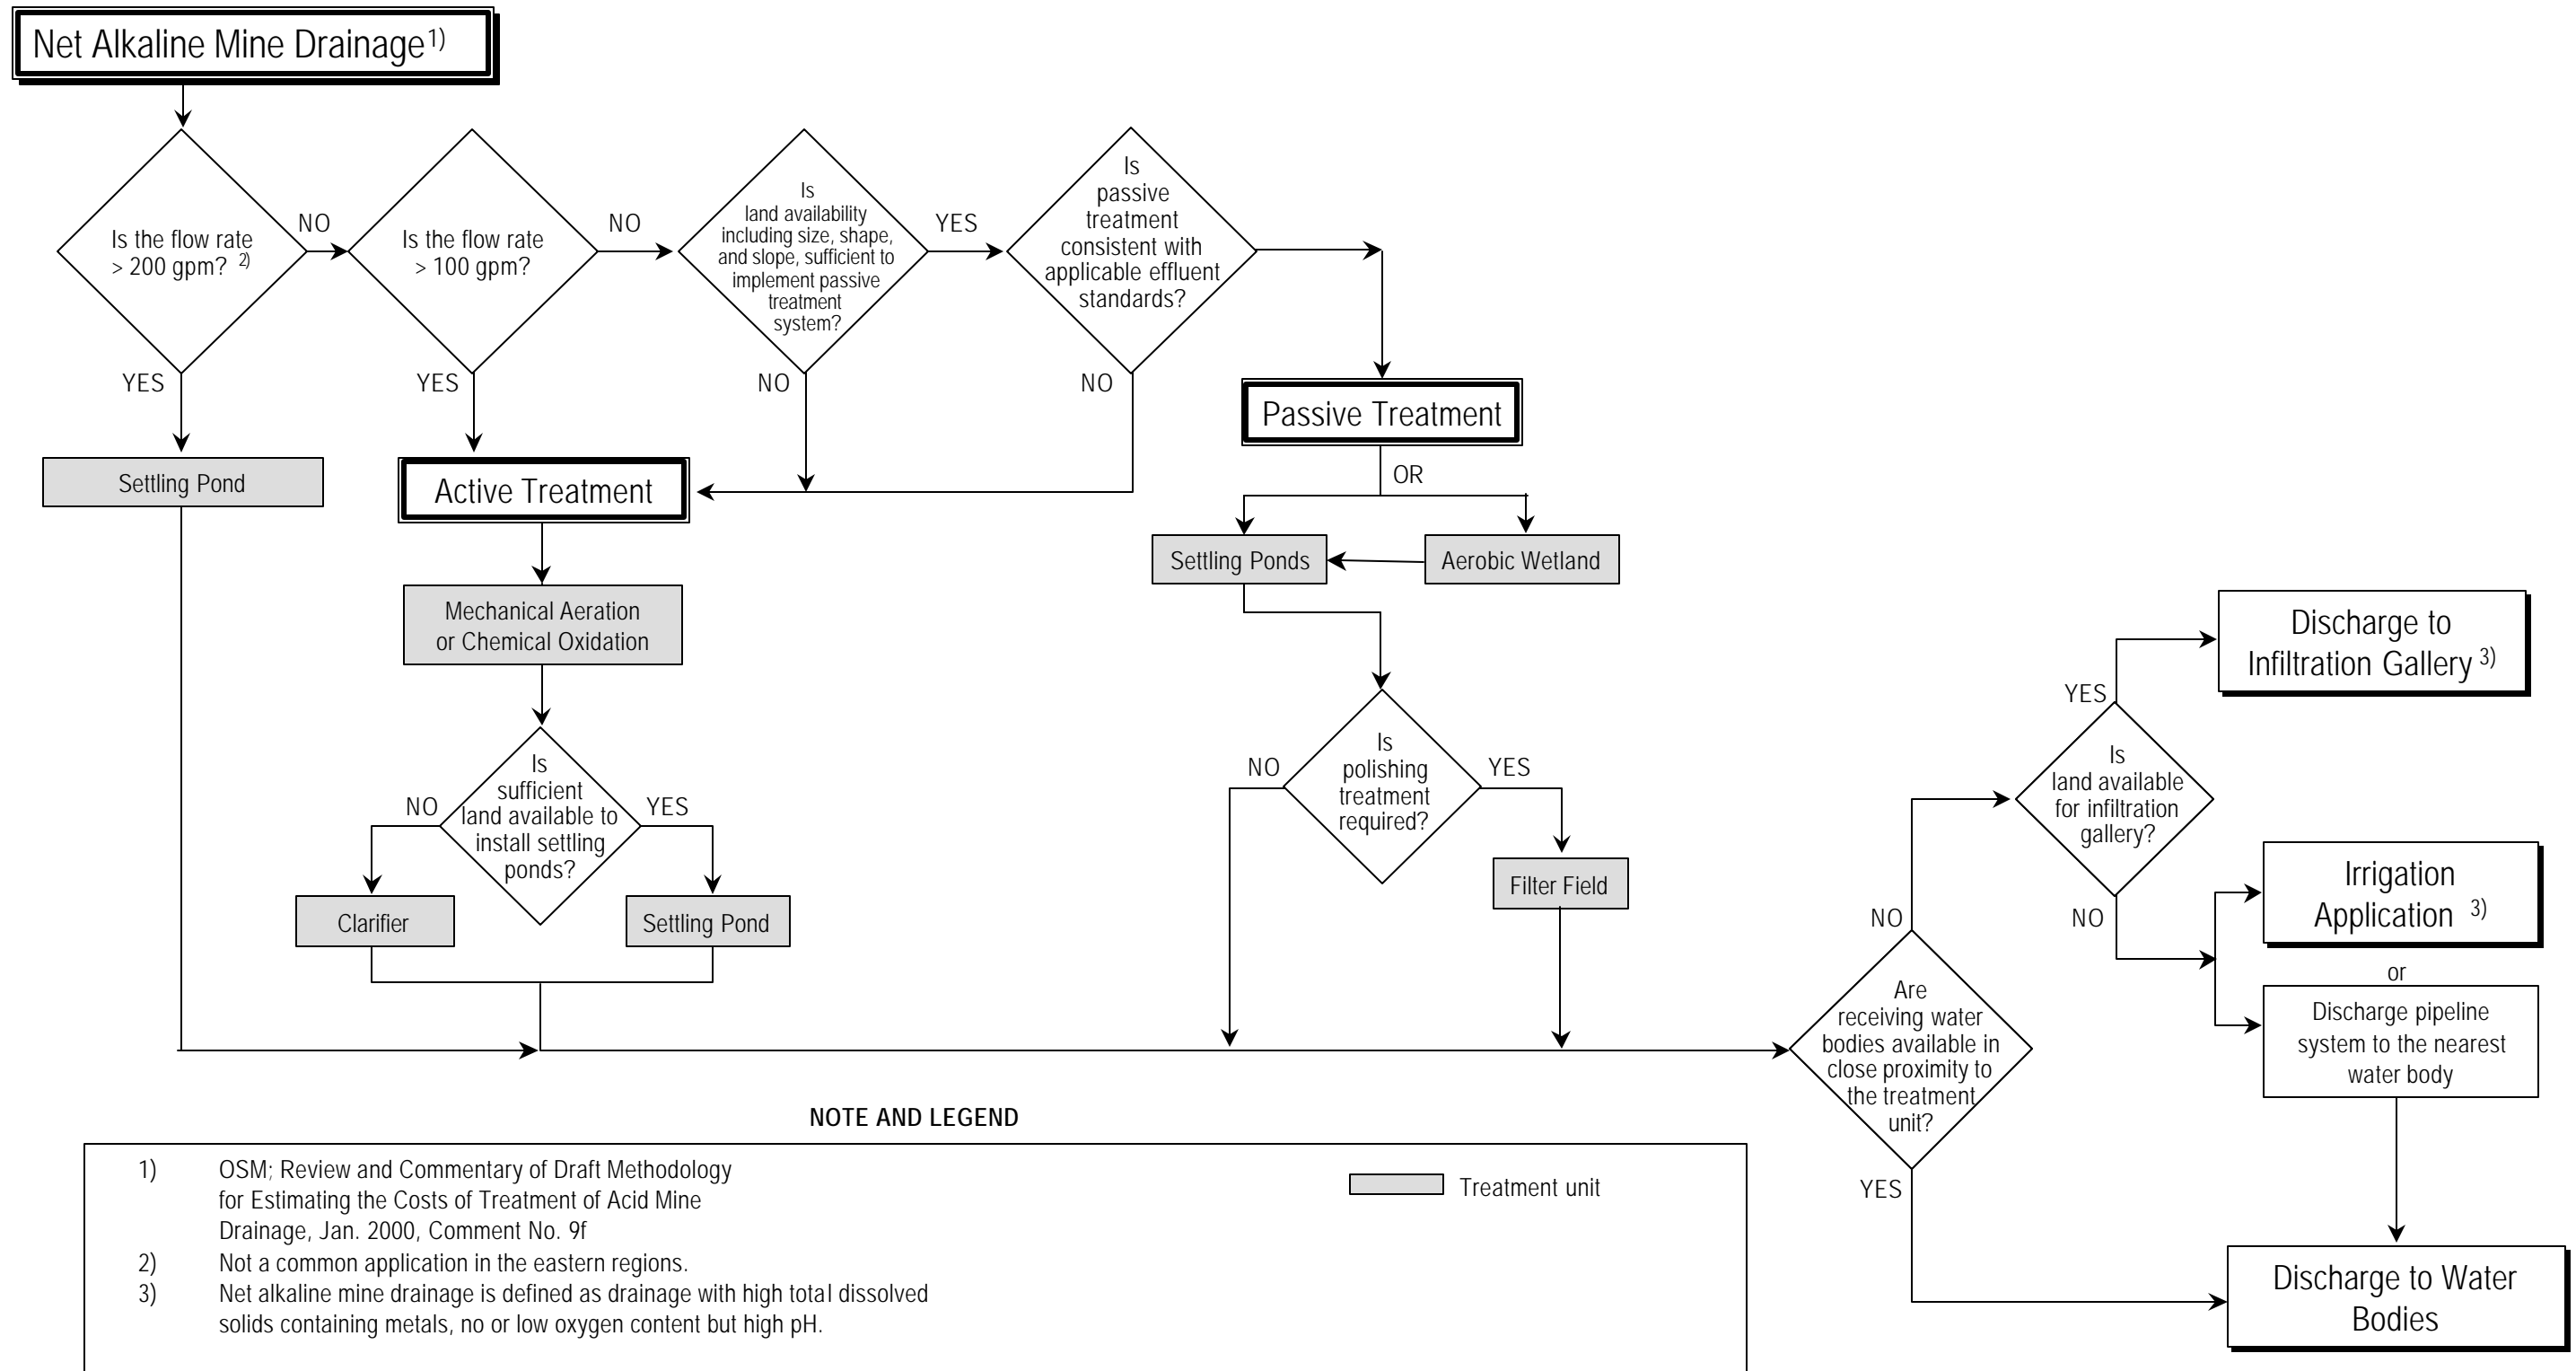 Net Alkaline Mine Drainage 1)
Is the flow rate
> 200 gpm? 2)
NO
YES
Is the flow rate
> 100 gpm?
NO
YES
Is
land availability
including size, shape,
and slope, sufficient to
implement passive
treatment
system?
YES
NO
Is
passive
treatment
consistent with
applicable effluent
standards?
NO
Settling Pond
Active Treatment
Passive Treatment
OR
Settling Ponds
Aerobic Wetland
Mechanical Aeration
or Chemical Oxidation
Is
sufficient
land available to
install settling
ponds?
NO
YES
Clarifier
Settling Pond
Is
polishing
treatment
required?
NO
YES
Filter Field
Are
receiving water
bodies available in
close proximity to
the treatment
unit?
NO
YES
Is
land available
for infiltration
gallery?
YES
NO
Discharge to
Infiltration Gallery 3)
Irrigation
Application 3)
or
Discharge pipeline
system to the nearest
water body
Discharge to Water
Bodies
NOTE AND LEGEND
1) OSM; Review and Commentary of Draft Methodology
for Estimating the Costs of Treatment of Acid Mine
Drainage, Jan. 2000, Comment No. 9f
2) Not a common application in the eastern regions.
3) Net alkaline mine drainage is defined as drainage with high total dissolved
solids containing metals, no or low oxygen content but high pH.
Treatment unit